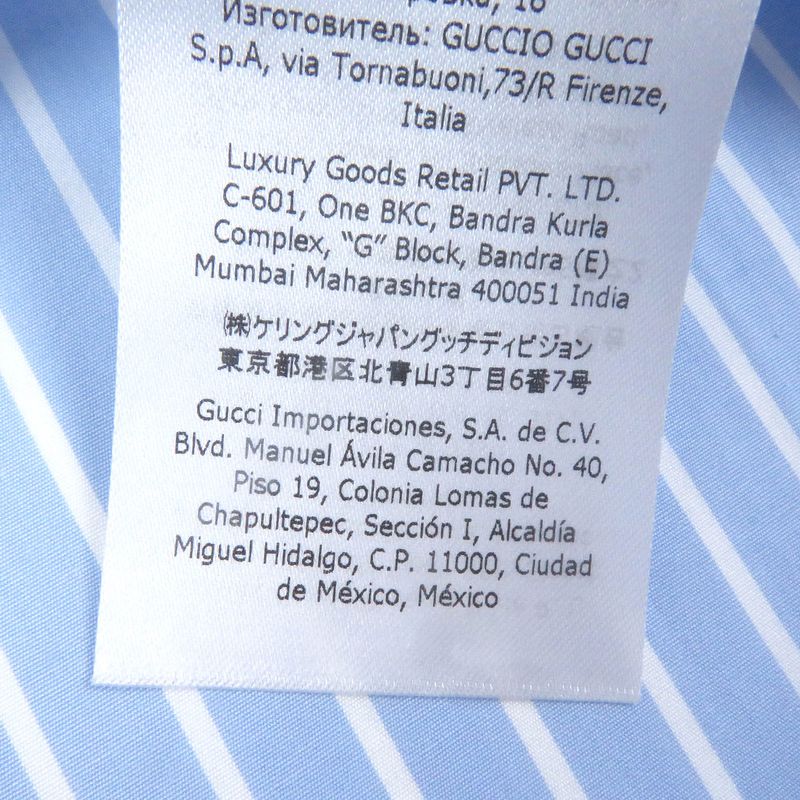 18
Изготовитель: GUCCIO GUCCI
S.p.A, via Tornabuoni,73/R Firenze,
Italia
Luxury Goods Retail PVT. LTD.
C-601, One BKC, Bandra Kurla
Complex, “G” Block, Bandra (E)
Mumbai Maharashtra 400051 India
㈱ケリングジャパングッチディビジョン
東京都港区北青山3丁目6番7号
Gucci Importaciones, S.A. de C.V.
Blvd. Manuel Ávila Camacho No. 40,
Piso 19, Colonia Lomas de
Chapultepec, Sección I, Alcaldía
Miguel Hidalgo, C.P. 11000, Ciudad
de México, México